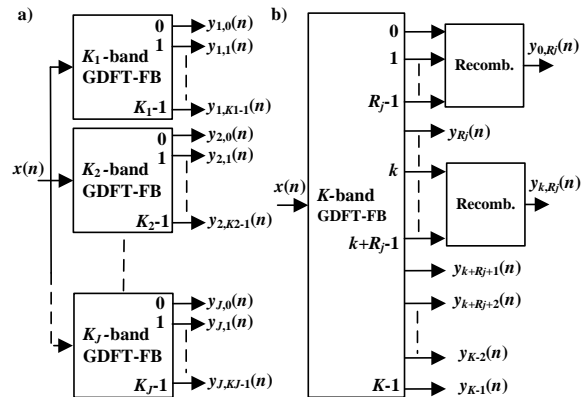 a)
x(n)
K1-band
GDFT-FB
0
1
K1-1
y1,0(n)
y1,1(n)
y1,K1-1(n)
K2-band
GDFT-FB
0
1
K2-1
y2,0(n)
y2,1(n)
y2,K2-1(n)
KJ-band
GDFT-FB
0
1
KJ-1
yJ,0(n)
yJ,1(n)
yJ,KJ-1(n)
b)
x(n)
K-band
GDFT-FB
0
1
Rj-1
k
k+Rj-1
K-1
Recomb.
y0,Rj(n)
yRj(n)
Recomb.
yk,Rj(n)
yk+Rj+1(n)
yk+Rj+2(n)
yK-2(n)
yK-1(n)